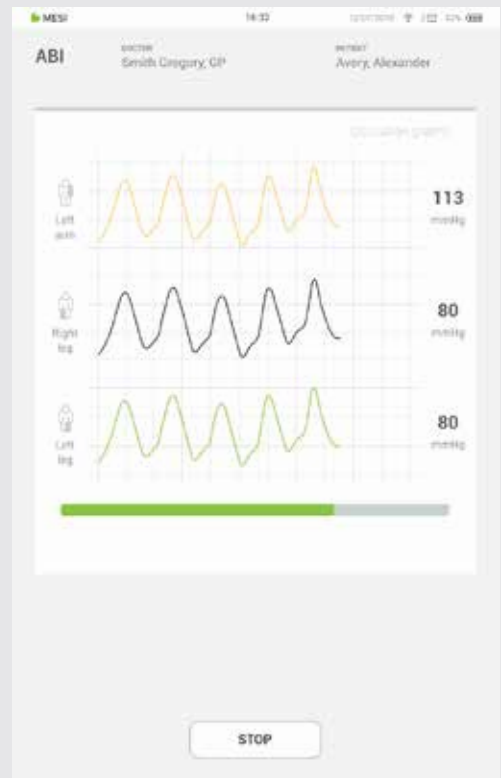 MESI
14:33
ABI
DOCTOR
Smith Gregory, GP
PATIENT
Avery, Alexander
Left
arm
113
mmHg
Right
leg
80
mmHg
Left
leg
80
mmHg
STOP